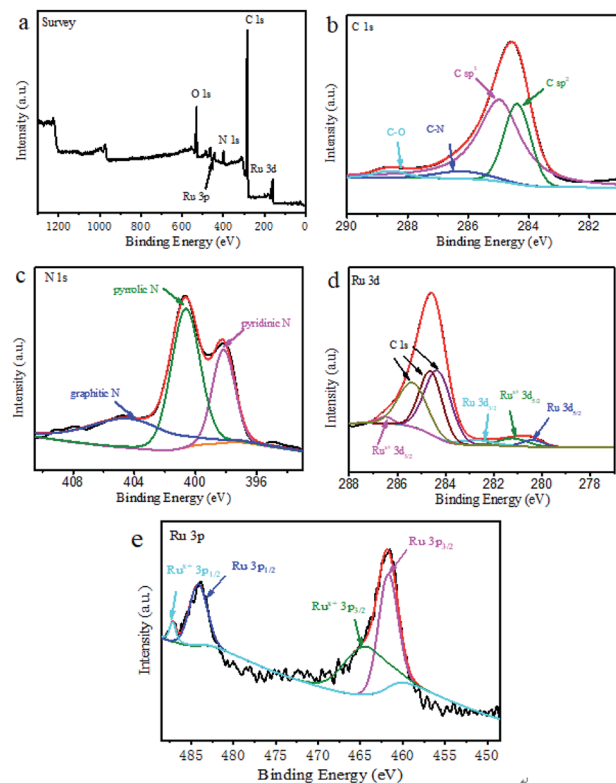 a
Survey
C 1s
O 1s
N 1s
Ru 3d
Ru 3p
Intensity (a.u.)
1200 1000 800 600 400 200 0
Binding Energy (eV)
b
C 1s
C sp³
C sp²
C-O
C-N
Intensity (a.u.)
290 288 286 284 282
Binding Energy (eV)
c
N 1s
pyrrolic N
pyridinic N
graphitic N
Intensity (a.u.)
408 404 400 396
Binding Energy (eV)
d
Ru 3d
C 1s
Ru 3d₃/₂
Ruˣ⁺ 3d₅/₂
Ru 3d₅/₂
Ruˣ⁺ 3d₃/₂
Intensity (a.u.)
288 286 284 282 280 278
Binding Energy (eV)
e
Ru 3p
Ruˣ⁺ 3p₁/₂
Ru 3p₁/₂
Ru 3p₃/₂
Ruˣ⁺ 3p₃/₂
Intensity (a.u.)
485 480 475 470 465 460 455 450
Binding Energy (eV)